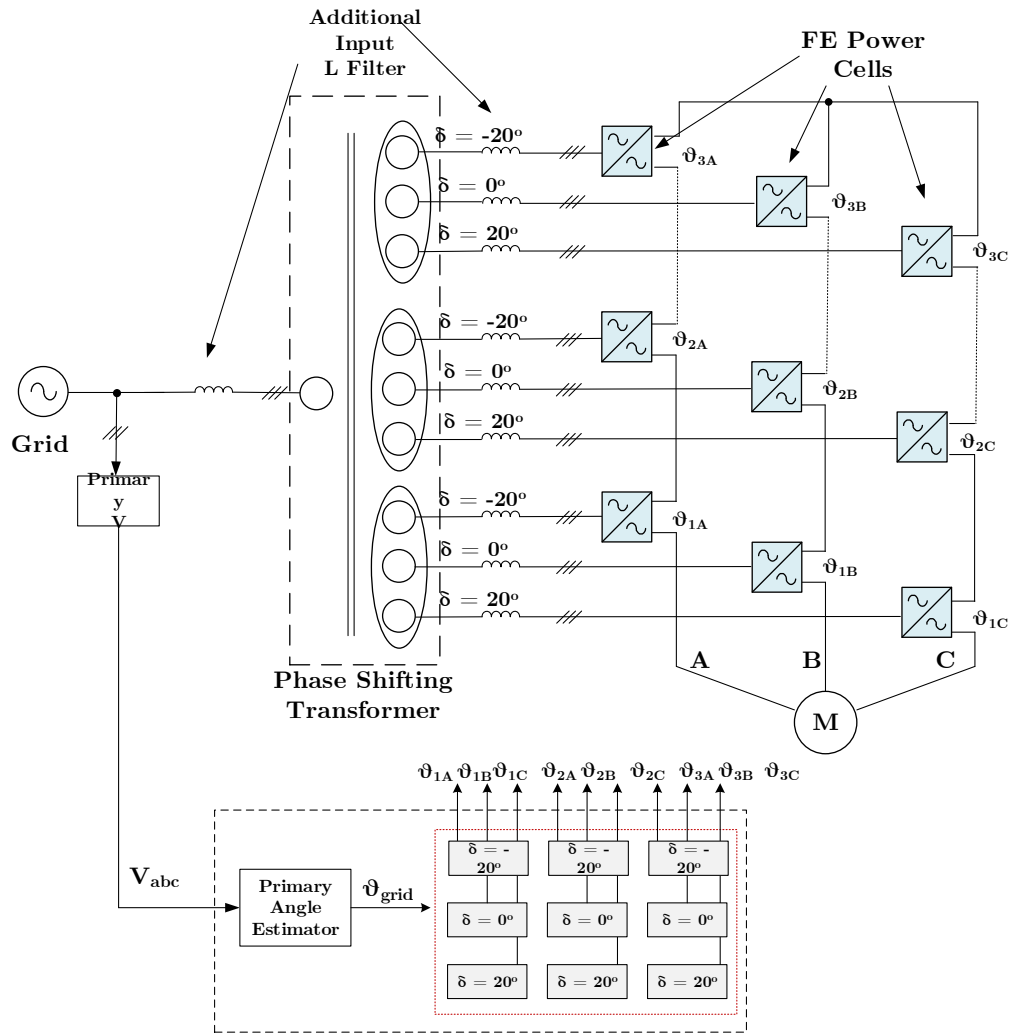 Additional
Input
L Filter
FE Power
Cells
δ = -20º
ϑ3A
δ = 0º
ϑ3B
δ = 20º
ϑ3C
δ = -20º
ϑ2A
δ = 0º
ϑ2B
δ = 20º
ϑ2C
Grid
Primar
y
V
δ = -20º
ϑ1A
δ = 0º
ϑ1B
δ = 20º
ϑ1C
A B C
Phase Shifting
Transformer
M
ϑ1A ϑ1B ϑ1C ϑ2A ϑ2B ϑ2C ϑ3A ϑ3B ϑ3C
Vabc
Primary
Angle
Estimator
ϑgrid
δ = -
20º
δ = -
20º
δ = -
20º
δ = 0º
δ = 0º
δ = 0º
δ = 20º
δ = 20º
δ = 20º